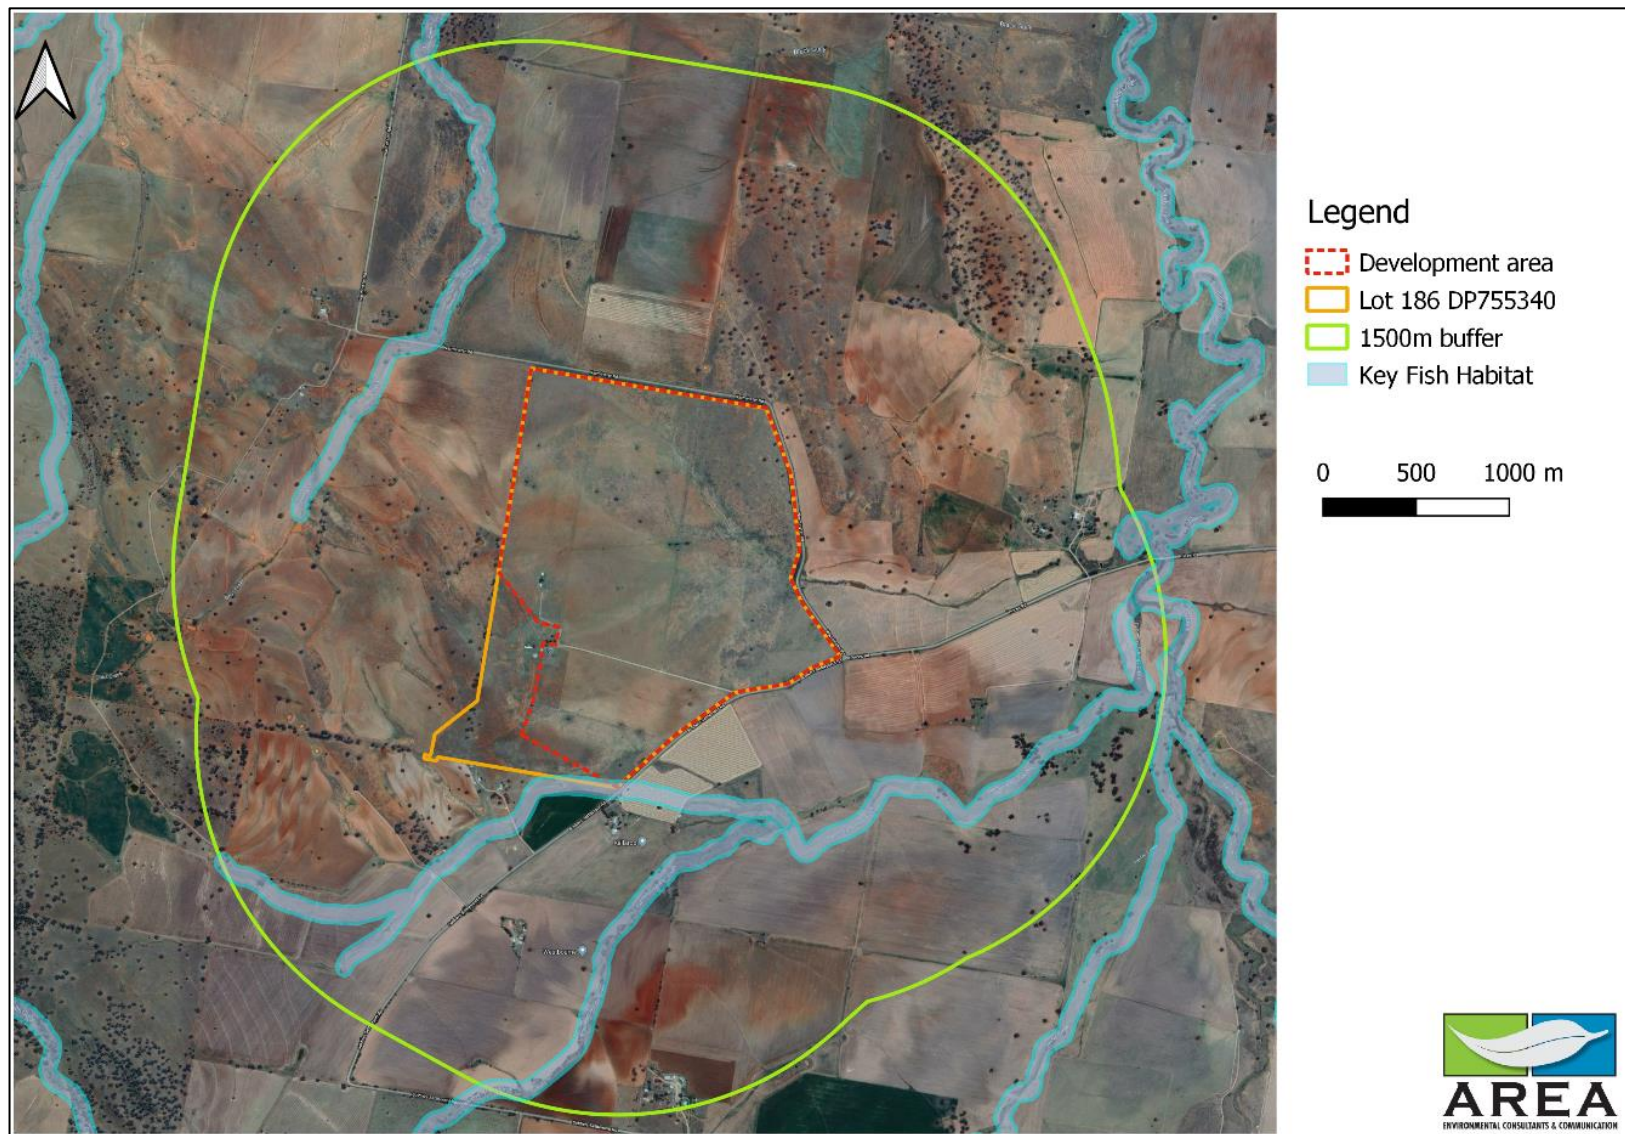 Legend
Development area
Lot 186 DP755340
1500m buffer
Key Fish Habitat
0 500 1000 m
AREA
ENVIRONMENTAL CONSULTANTS & COMMUNICATION